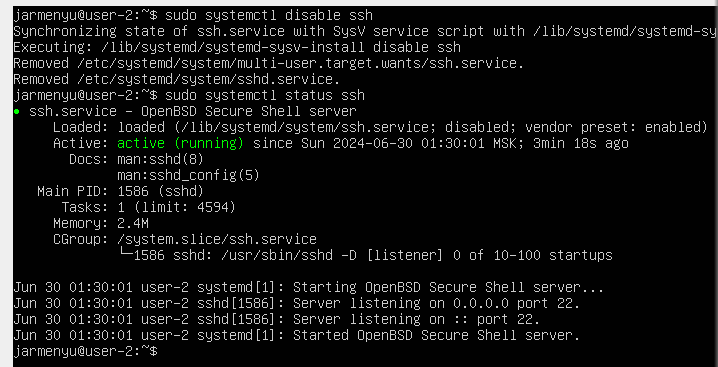 jarmenyu@user-2:~$ sudo systemctl disable ssh
Synchronizing state of ssh.service with SysV service script with /lib/systemd/systemd-sy
Executing: /lib/systemd/systemd-sysv-install disable ssh
Removed /etc/systemd/system/multi-user.target.wants/ssh.service.
Removed /etc/systemd/system/sshd.service.
jarmenyu@user-2:~$ sudo systemctl status ssh
● ssh.service - OpenBSD Secure Shell server
     Loaded: loaded (/lib/systemd/system/ssh.service; disabled; vendor preset: enabled)
     Active: active (running) since Sun 2024-06-30 01:30:01 MSK; 3min 18s ago
       Docs: man:sshd(8)
             man:sshd_config(5)
   Main PID: 1586 (sshd)
      Tasks: 1 (limit: 4594)
     Memory: 2.4M
     CGroup: /system.slice/ssh.service
             └─1586 sshd: /usr/sbin/sshd -D [listener] 0 of 10-100 startups

Jun 30 01:30:01 user-2 systemd[1]: Starting OpenBSD Secure Shell server...
Jun 30 01:30:01 user-2 sshd[1586]: Server listening on 0.0.0.0 port 22.
Jun 30 01:30:01 user-2 sshd[1586]: Server listening on :: port 22.
Jun 30 01:30:01 user-2 systemd[1]: Started OpenBSD Secure Shell server.
jarmenyu@user-2:~$